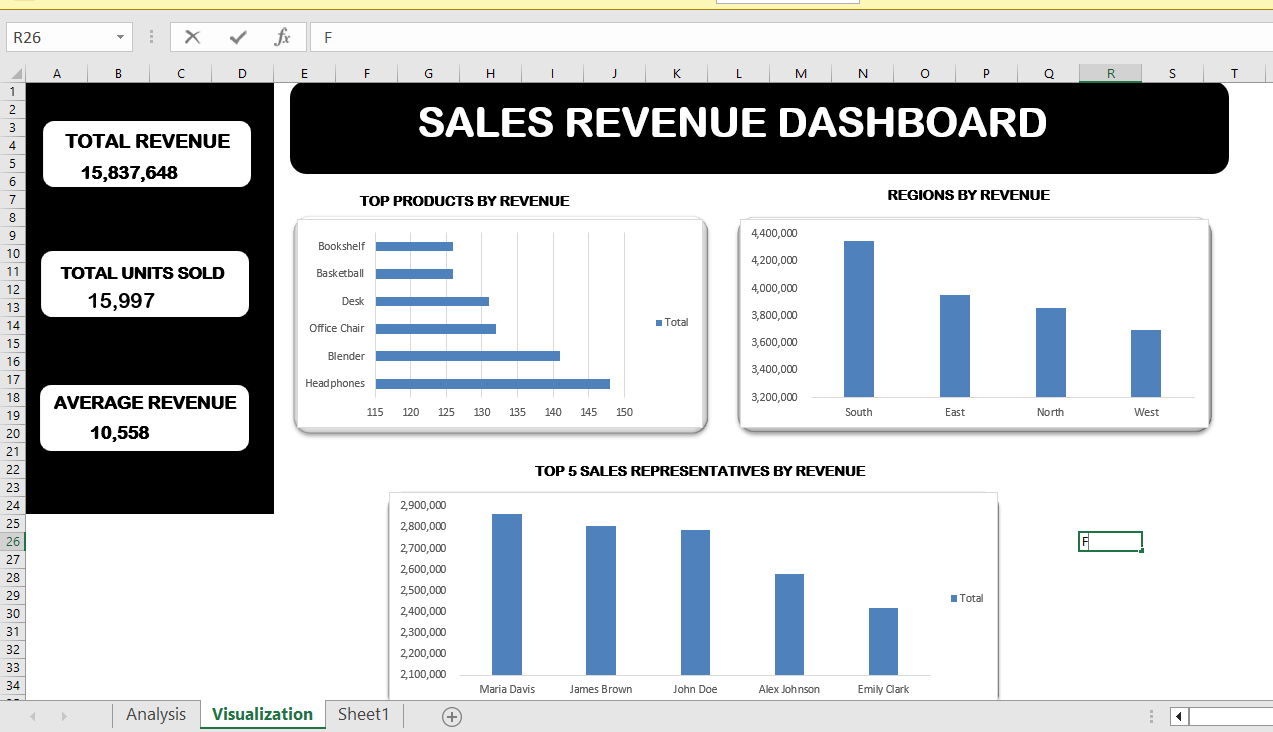 R26
fx
F
A B C D E F G H I J K L M N O P Q R S T
1
2
3
4
5
6
7
8
9
10
11
12
13
14
15
16
17
18
19
20
21
22
23
24
25
26
27
28
29
30
31
32
33
34
SALES REVENUE DASHBOARD
TOTAL REVENUE
15,837,648
TOTAL UNITS SOLD
15,997
AVERAGE REVENUE
10,558
TOP PRODUCTS BY REVENUE
Bookshelf
Basketball
Desk
Office Chair
Blender
Headphones
115 120 125 130 135 140 145 150
Total
REGIONS BY REVENUE
4,400,000
4,200,000
4,000,000
3,800,000
3,600,000
3,400,000
3,200,000
South East North West
TOP 5 SALES REPRESENTATIVES BY REVENUE
2,900,000
2,800,000
2,700,000
2,600,000
2,500,000
2,400,000
2,300,000
2,200,000
2,100,000
Maria Davis James Brown John Doe Alex Johnson Emily Clark
Total
F
Analysis Visualization Sheet1